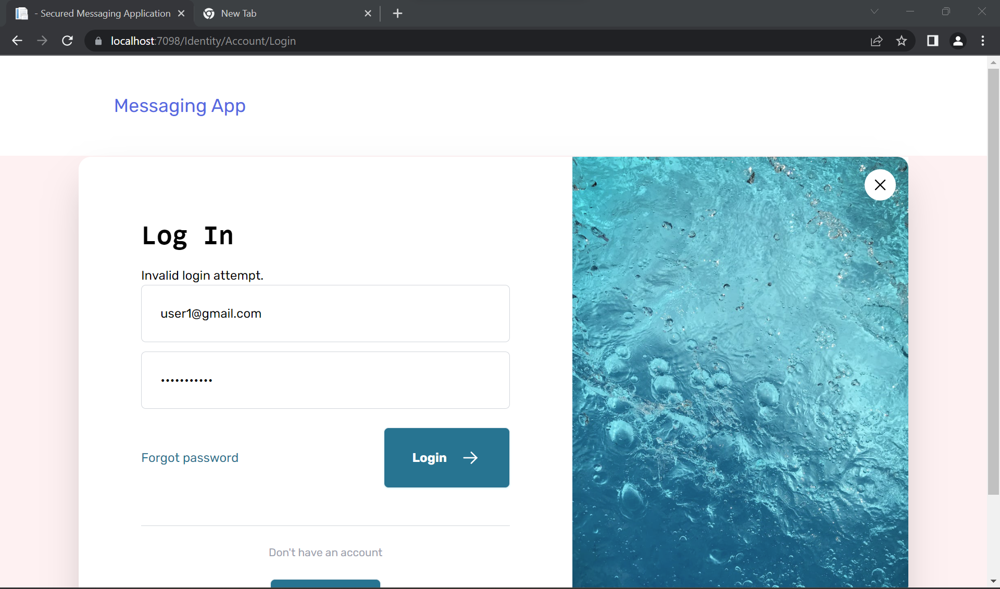 - Secured Messaging Application
New Tab
localhost:7098/Identity/Account/Login
Messaging App
Log In
Invalid login attempt.
user1@gmail.com
Forgot password
Login
Don't have an account